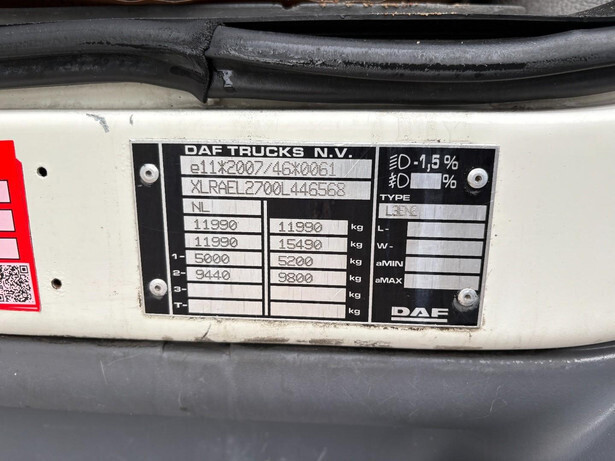 DAF TRUCKS N.V.
e11*2007/46*0061
XLRAEL2700L446568
NL
11990 11990 kg
11990 15490 kg
1- 5000 5200 kg
2- 9440 9800 kg
3- kg
T- kg
D -1,5 %
D %
TYPE
L-
W-
aMIN
aMAX
DAF